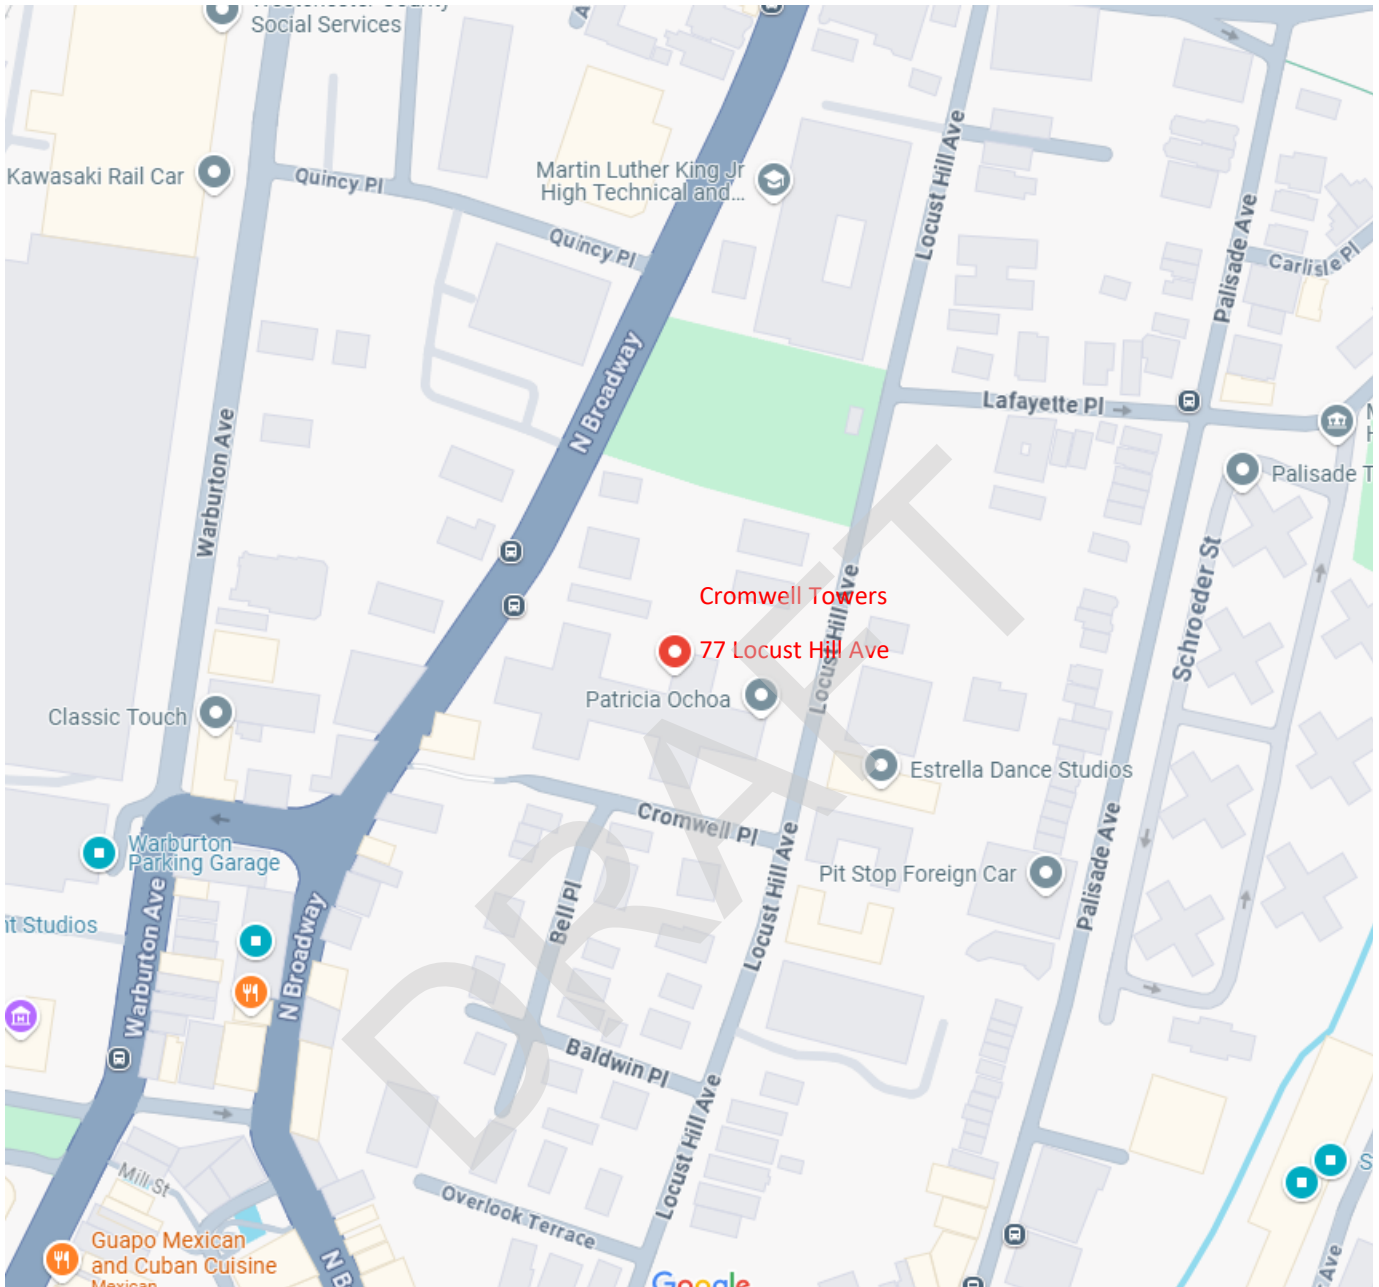 Social Services
Kawasaki Rail Car
Quincy Pl
Martin Luther King Jr
High Technical and...
Locust Hill Ave
Quincy Pl
Palisade Ave
Carlisle Pl
N Broadway
Lafayette Pl
Warburton Ave
Palisade T
Schroeder St
Cromwell Towers
77 Locust Hill Ave
Locust Hill Ave
Patricia Ochoa
Classic Touch
Estrella Dance Studios
Cromwell Pl
Warburton
Parking Garage
Pit Stop Foreign Car
Palisade Ave
Locust Hill Ave
Bell Pl
nt Studios
Warburton Ave
N Broadway
Baldwin Pl
Locust Hill Ave
Mill St
Overlook Terrace
Guapo Mexican
and Cuban Cuisine
Mexican
N B
Ave
Google
DRAFT